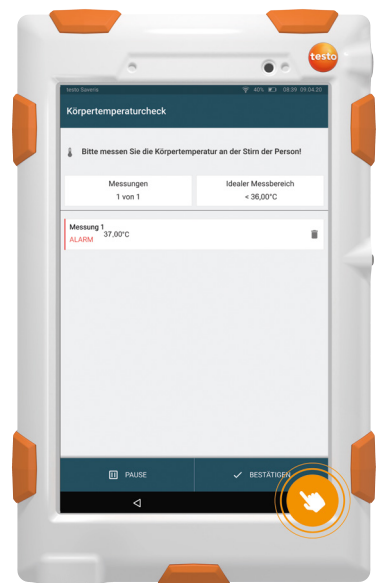 testo
testo Saveris 40% 08:39 09.04.20
Körpertemperaturcheck
Bitte messen Sie die Körpertemperatur an der Stirn der Person!
Messungen
1 von 1
Idealer Messbereich
< 36,00°C
Messung 1
37,00°C
ALARM
PAUSE
BESTÄTIGEN